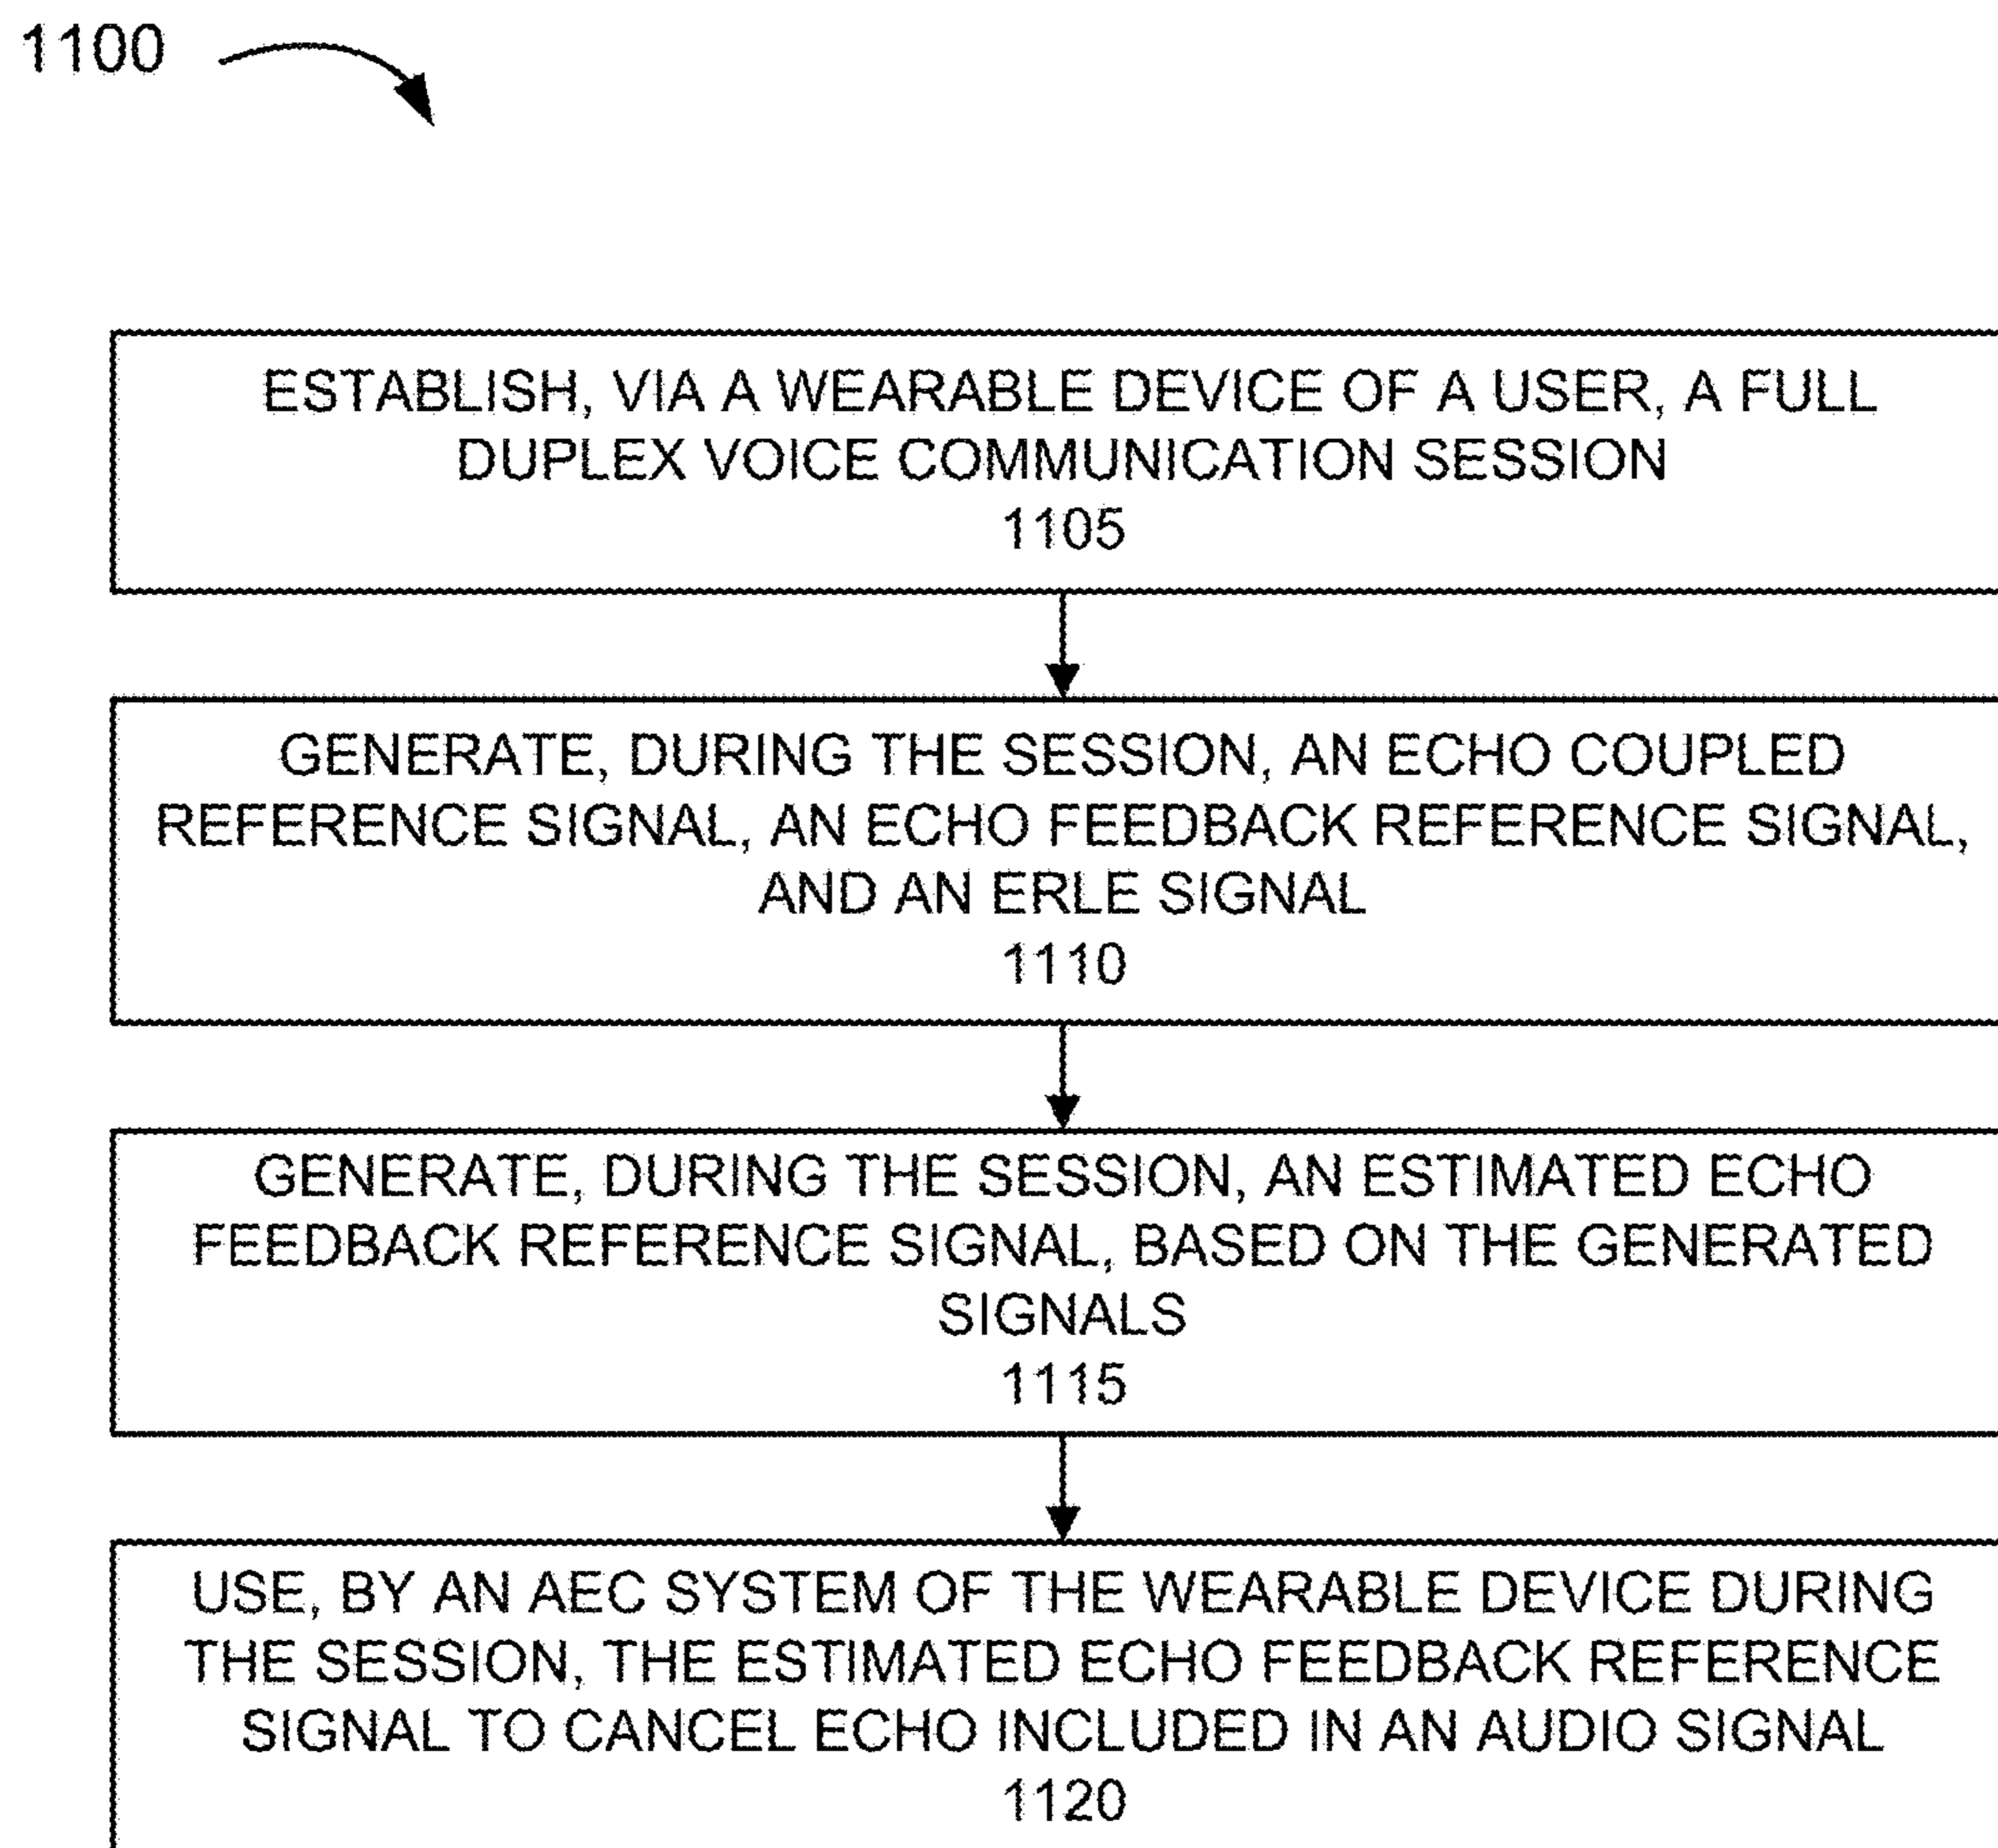 1100
ESTABLISH, VIA A WEARABLE DEVICE OF A USER, A FULL
DUPLEX VOICE COMMUNICATION SESSION
1105
GENERATE, DURING THE SESSION, AN ECHO COUPLED
REFERENCE SIGNAL, AN ECHO FEEDBACK REFERENCE SIGNAL,
AND AN ERLE SIGNAL
1110
GENERATE, DURING THE SESSION, AN ESTIMATED ECHO
FEEDBACK REFERENCE SIGNAL, BASED ON THE GENERATED
SIGNALS
1115
USE, BY AN AEC SYSTEM OF THE WEARABLE DEVICE DURING
THE SESSION, THE ESTIMATED ECHO FEEDBACK REFERENCE
SIGNAL TO CANCEL ECHO INCLUDED IN AN AUDIO SIGNAL
1120